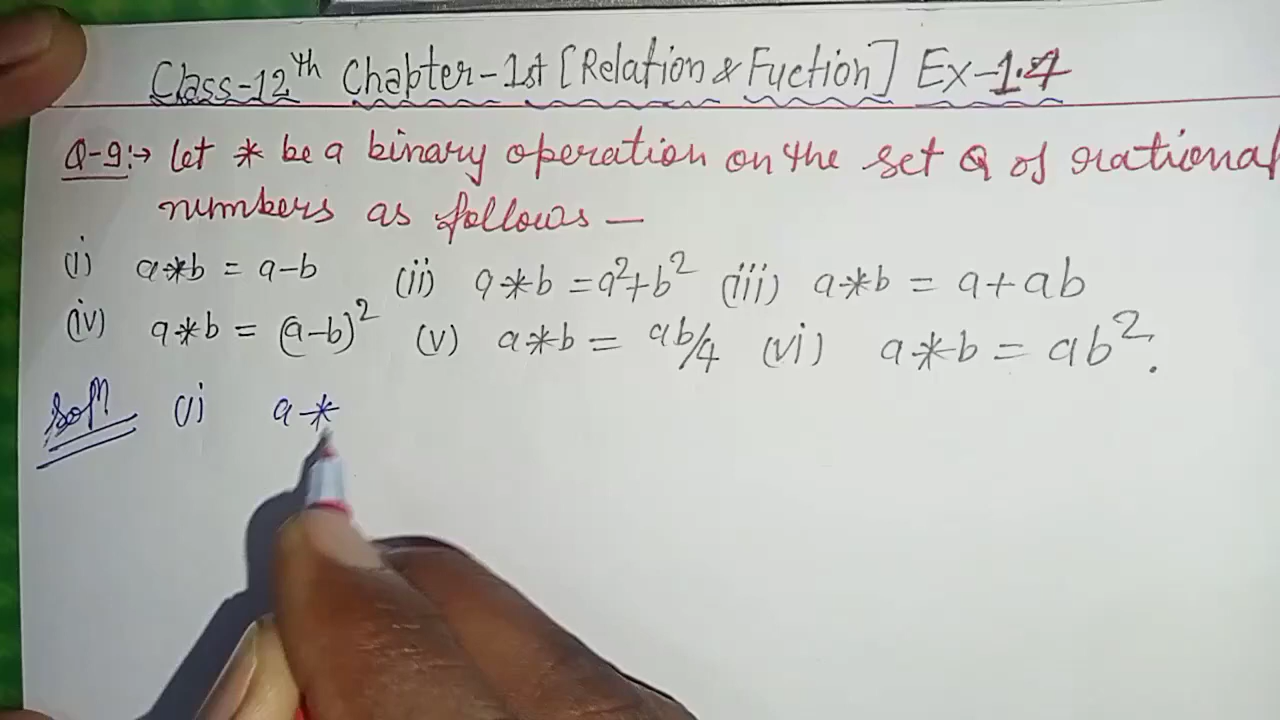 Class-12th Chapter-1st [Relation & Fuction] Ex-1.4
Q-9:→ Let * be a binary operation on the set Q of rational
numbers as follows —
(i) a*b = a-b (ii) a*b = a²+b² (iii) a*b = a+ab
(iv) a*b = (a-b)² (v) a*b = ab/4 (vi) a*b = ab².
Soln (i) a*